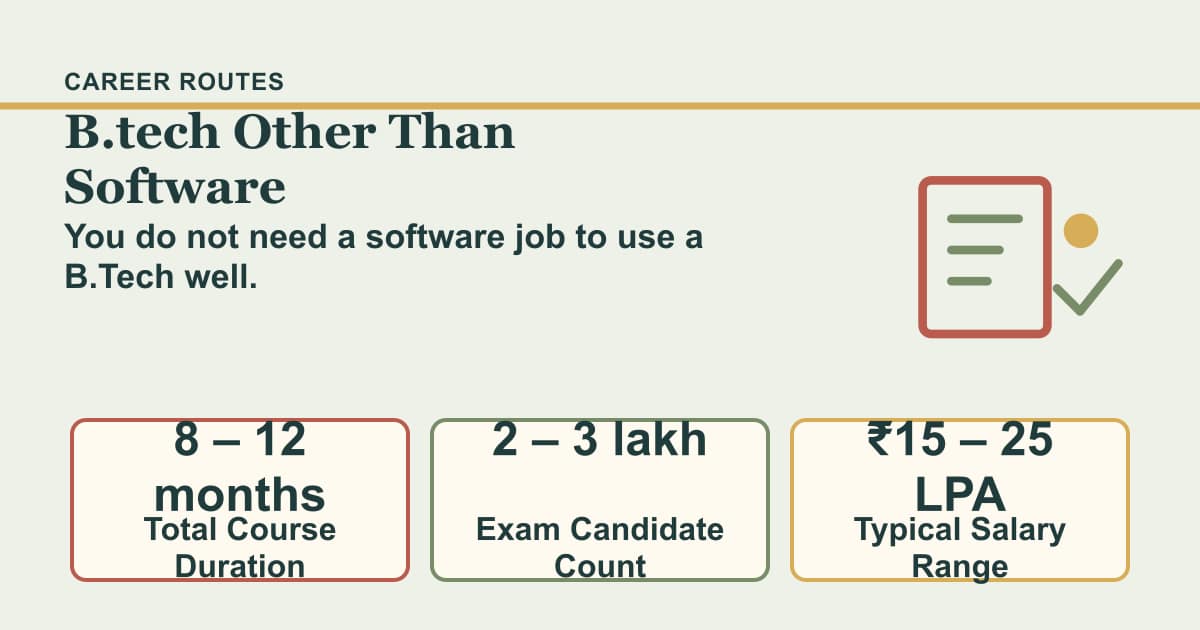 CAREER ROUTES
B.tech Other Than
Software
You do not need a software job to use a
B.Tech well.
8 – 12
months
Total Course
Duration
2 – 3 lakh
Exam Candidate
Count
₹15 – 25
LPA
Typical Salary
Range